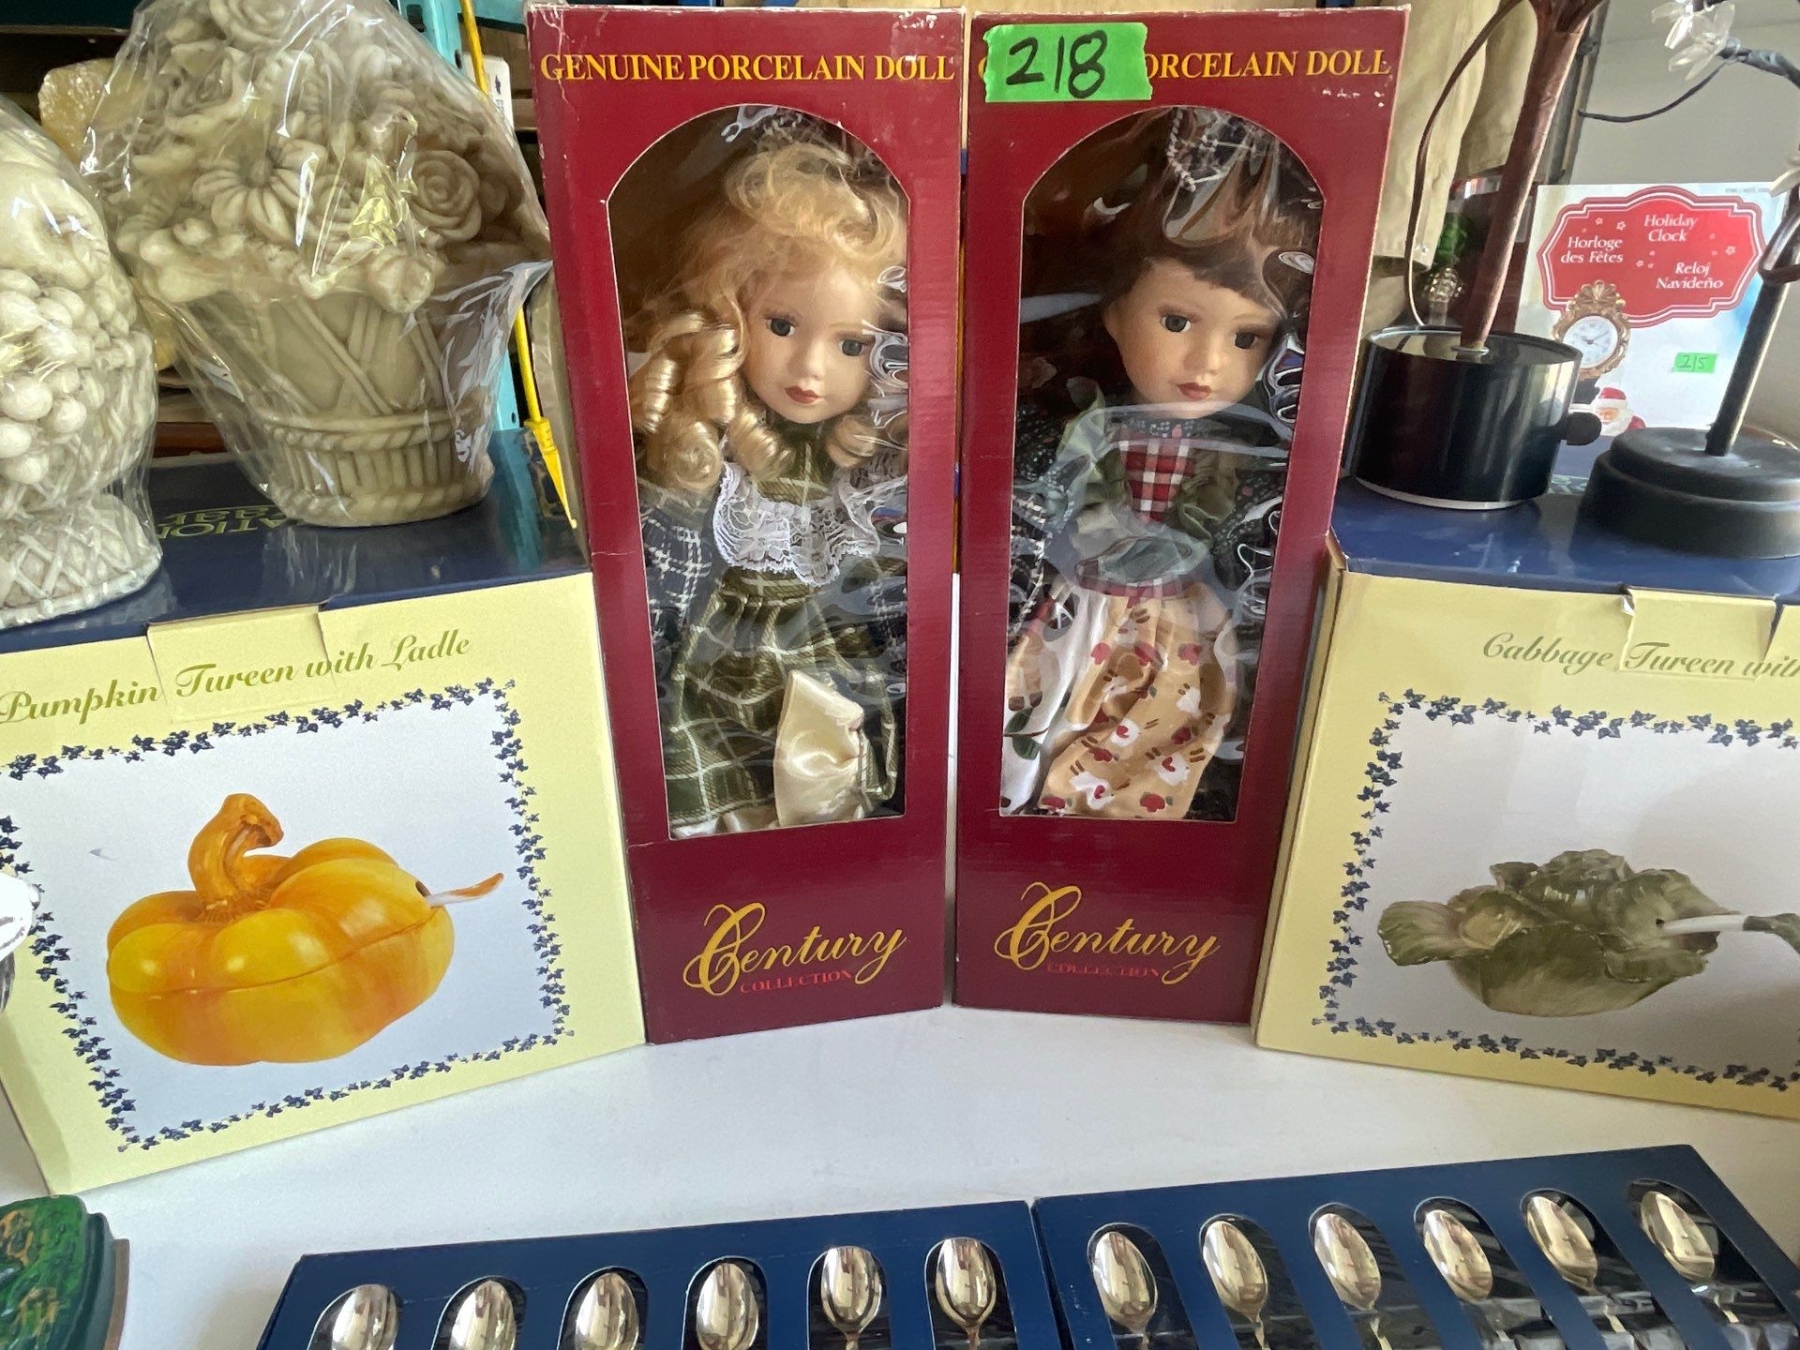 GENUINE PORCELAIN DOLL
218
ORCELAIN DOLL
Holiday
Clock
Horloge
des Fêtes
Reloj
Navideño
215
Pumpkin Tureen with Ladle
Cabbage Tureen with
Century
COLLECTION
Century
COLLECTION